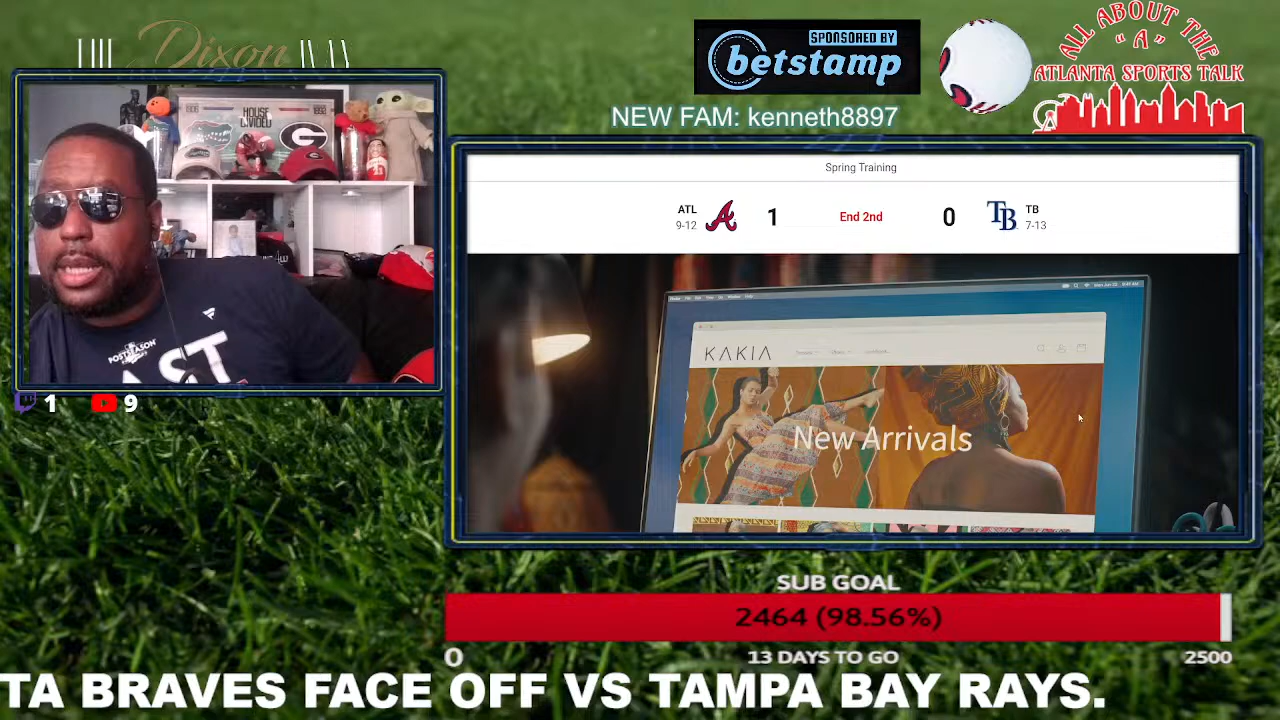 Dixon
SPONSORED BY
betstamp
ALL ABOUT THE
"A"
ATLANTA SPORTS TALK
NEW FAM: kenneth8897
HOUSE
DIVIDED
G
POSTSEASON
Spring Training
ATL
9-12
A
1
End 2nd
0
TB
TB
7-13
KAKIA
New Arrivals
1
9
SUB GOAL
2464 (98.56%)
0
13 DAYS TO GO
2500
TA BRAVES FACE OFF VS TAMPA BAY RAYS.